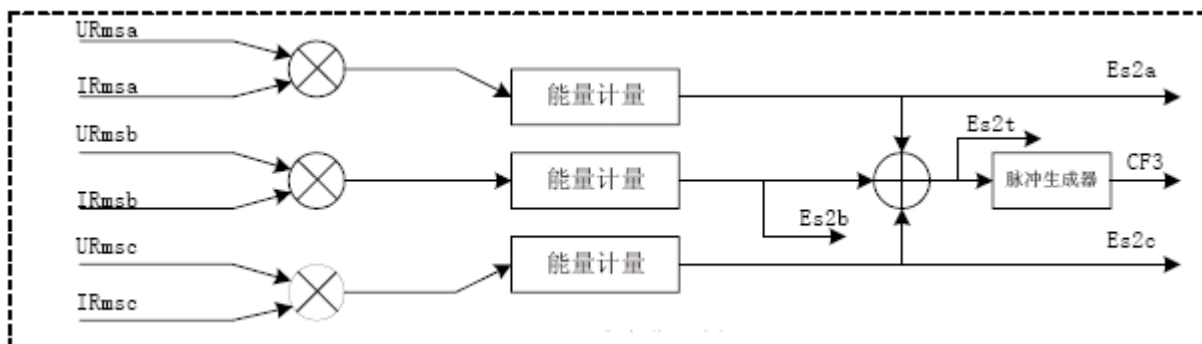 URmsa
IRmsa
能量计量
Es2a
URmsb
IRmsb
能量计量
Es2b
Es2t
脉冲生成器
CF3
URmsc
IRmsc
能量计量
Es2c